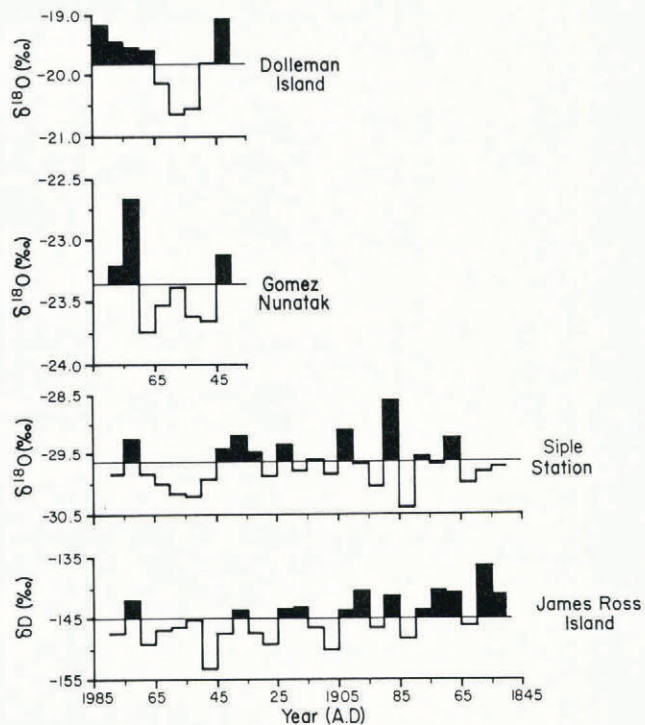 -19.0
-20.0
-21.0
δ¹⁸O (‰)
Dolleman
Island
-22.5
-23.0
-23.5
-24.0
δ¹⁸O (‰)
Gomez
Nunatak
65
45
-28.5
-29.5
-30.5
δ¹⁸O (‰)
Siple
Station
-135
-145
-155
δD (‰)
James Ross
Island
1985
65
45
25
1905
85
65
1845
Year (A.D)